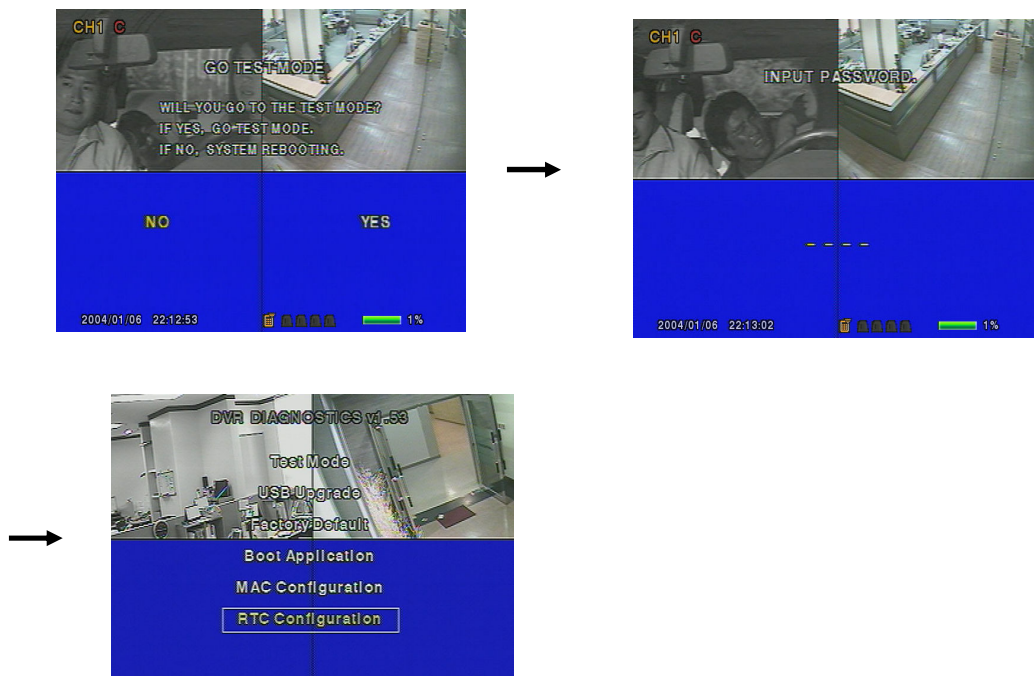 CH1 C
GO TEST MODE
WILL YOU GO TO THE TEST MODE?
IF YES, GO TEST MODE.
IF NO, SYSTEM REBOOTING.
NO YES
2004/01/06 22:12:53 1%
CH1 C
INPUT PASSWORD.
_ _ _ _
2004/01/06 22:13:02 1%
DVR DIAGNOSTICS v1.53
Test Mode
USB Upgrade
Factory Default
Boot Application
MAC Configuration
RTC Configuration